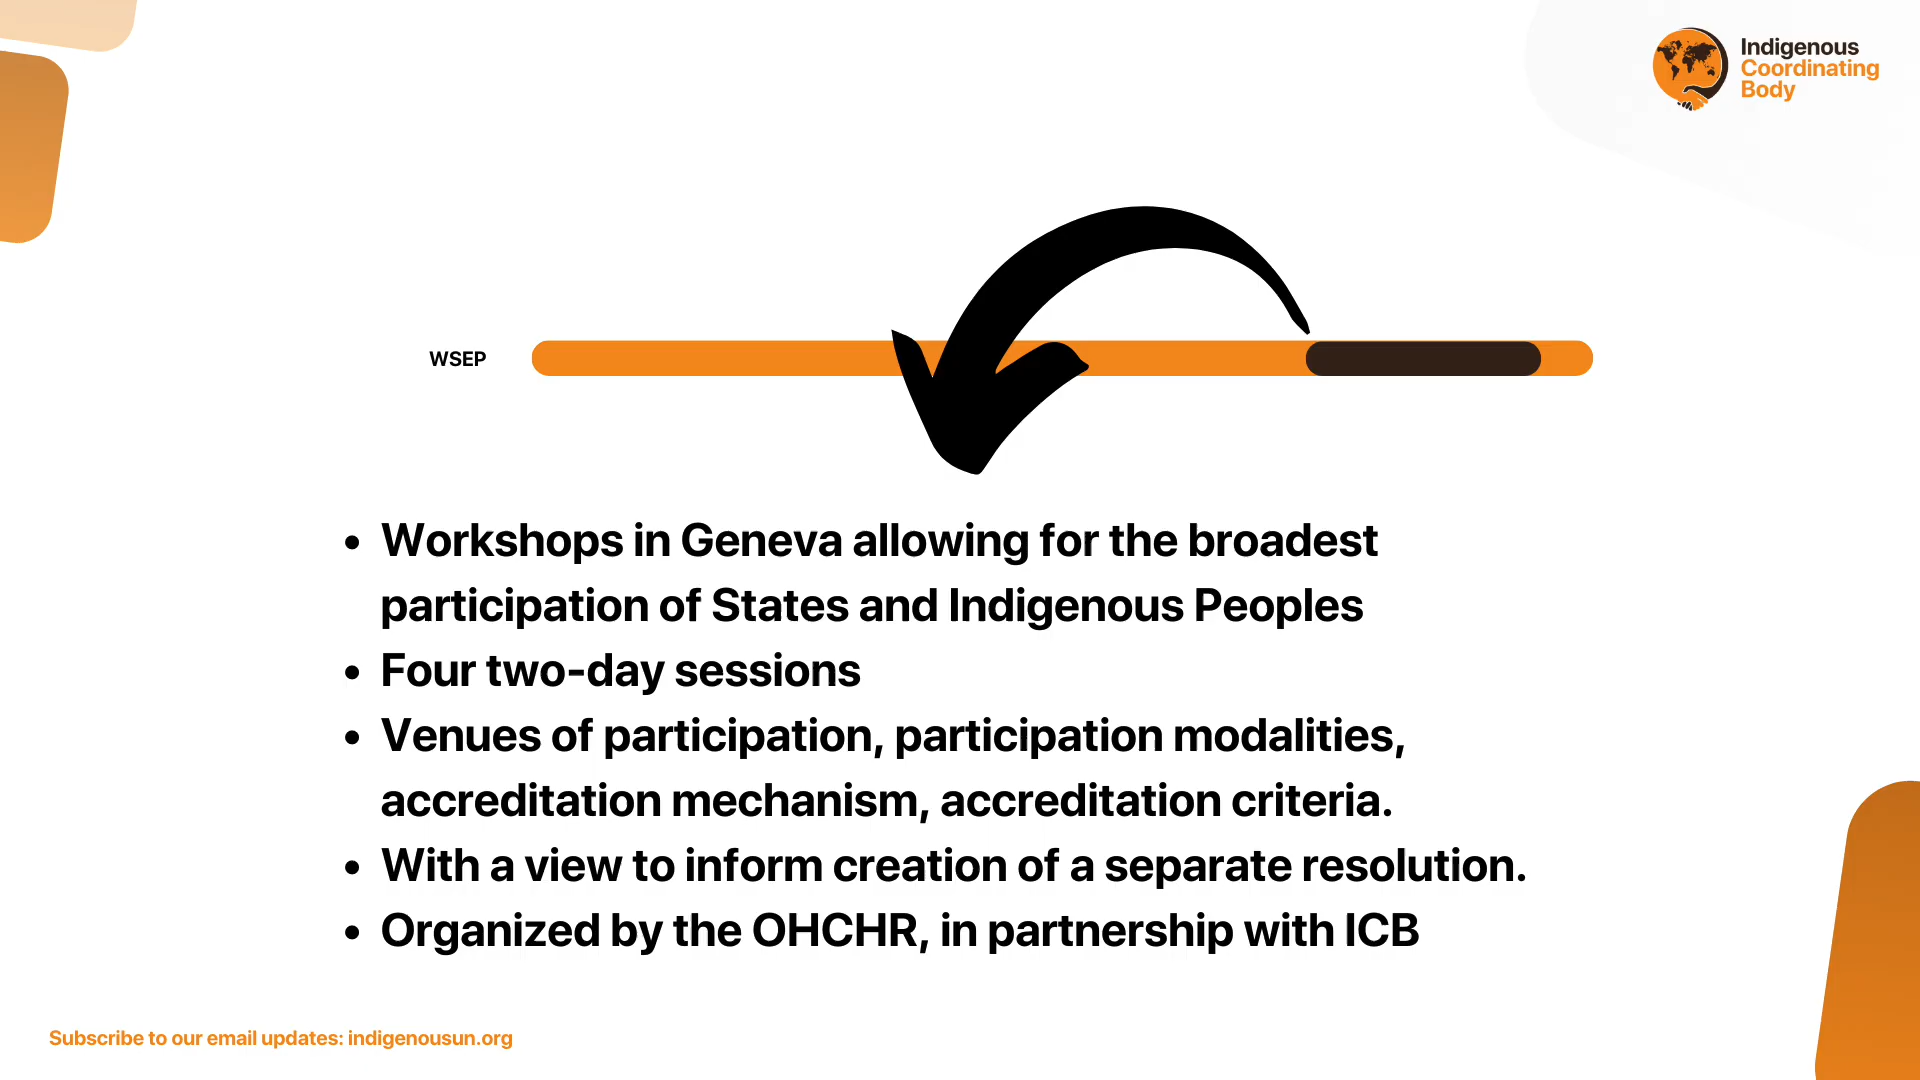 Indigenous
Coordinating
Body
WSEP
• Workshops in Geneva allowing for the broadest
participation of States and Indigenous Peoples
• Four two-day sessions
• Venues of participation, participation modalities,
accreditation mechanism, accreditation criteria.
• With a view to inform creation of a separate resolution.
• Organized by the OHCHR, in partnership with ICB
Subscribe to our email updates: indigenousun.org